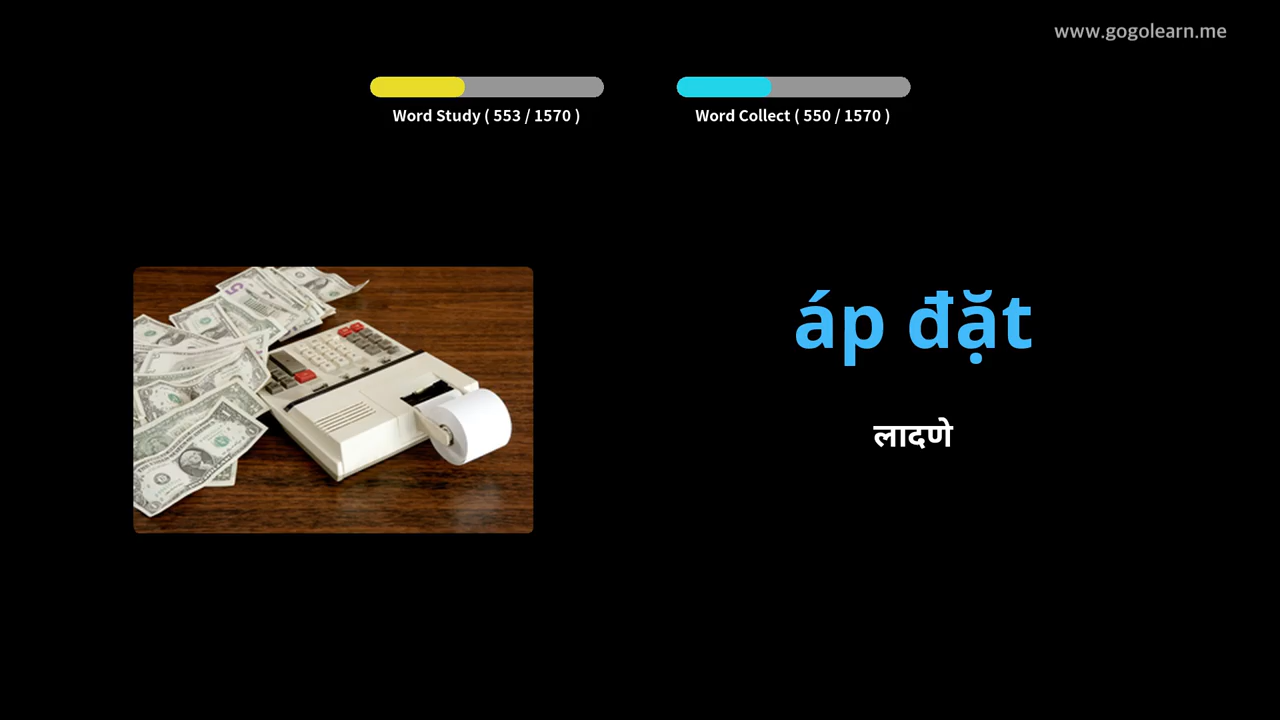 www.gogolearn.me
Word Study ( 553 / 1570 )
Word Collect ( 550 / 1570 )
áp đặt
लादणे